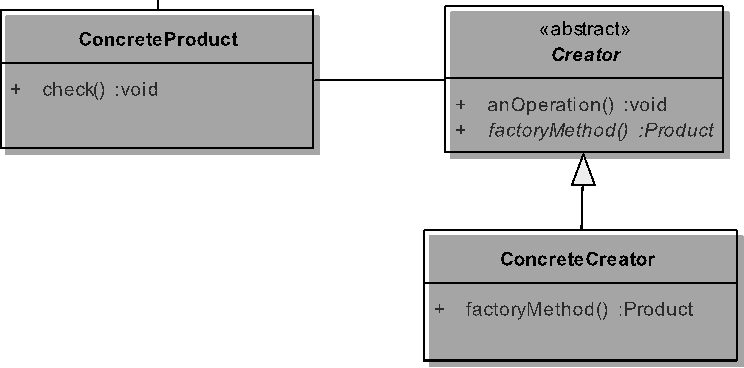 ConcreteProduct
+ check() :void
«abstract»
Creator
+ anOperation() :void
+ factoryMethod() :Product
ConcreteCreator
+ factoryMethod() :Product